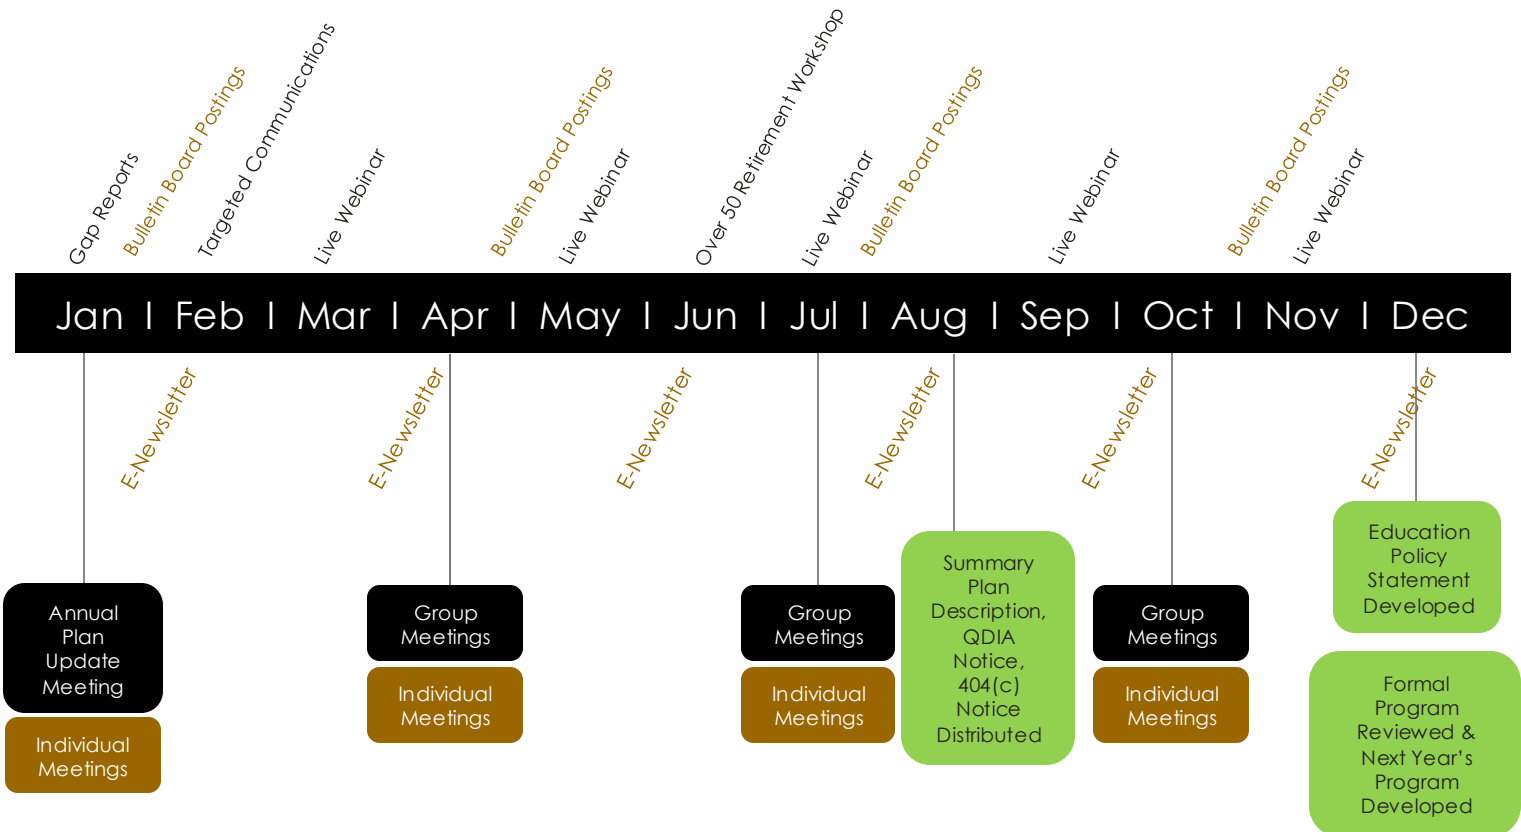 Gap Reports
Bulletin Board Postings
Targeted Communications
Live Webinar
Bulletin Board Postings
Live Webinar
Over 50 Retirement Workshop
Live Webinar
Bulletin Board Postings
Live Webinar
Bulletin Board Postings
Live Webinar
Jan I Feb I Mar I Apr I May I Jun I Jul I Aug I Sep I Oct I Nov I Dec
E-Newsletter
E-Newsletter
E-Newsletter
E-Newsletter
E-Newsletter
E-Newsletter
Annual
Plan
Update
Meeting
Individual
Meetings
Group
Meetings
Individual
Meetings
Group
Meetings
Individual
Meetings
Summary
Plan
Description,
QDIA
Notice,
404(c)
Notice
Distributed
Group
Meetings
Individual
Meetings
Education
Policy
Statement
Developed
Formal
Program
Reviewed &
Next Year’s
Program
Developed